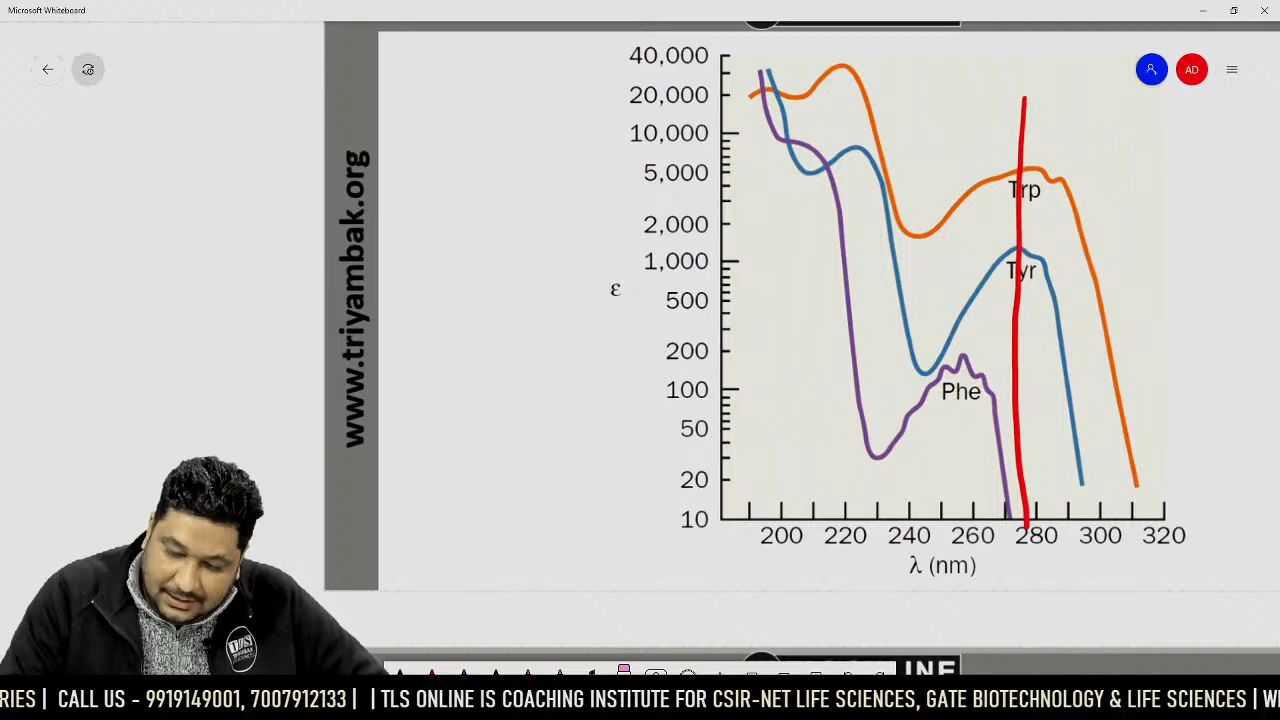 Microsoft Whiteboard
AD
www.triyambak.org
40,000
20,000
10,000
5,000
2,000
1,000
500
200
100
50
20
10
ε
Trp
Tyr
Phe
200 220 240 260 280 300 320
λ (nm)
INE
RIES | CALL US - 9919149001, 7007912133 | | TLS ONLINE IS COACHING INSTITUTE FOR CSIR-NET LIFE SCIENCES, GATE BIOTECHNOLOGY & LIFE SCIENCES | W